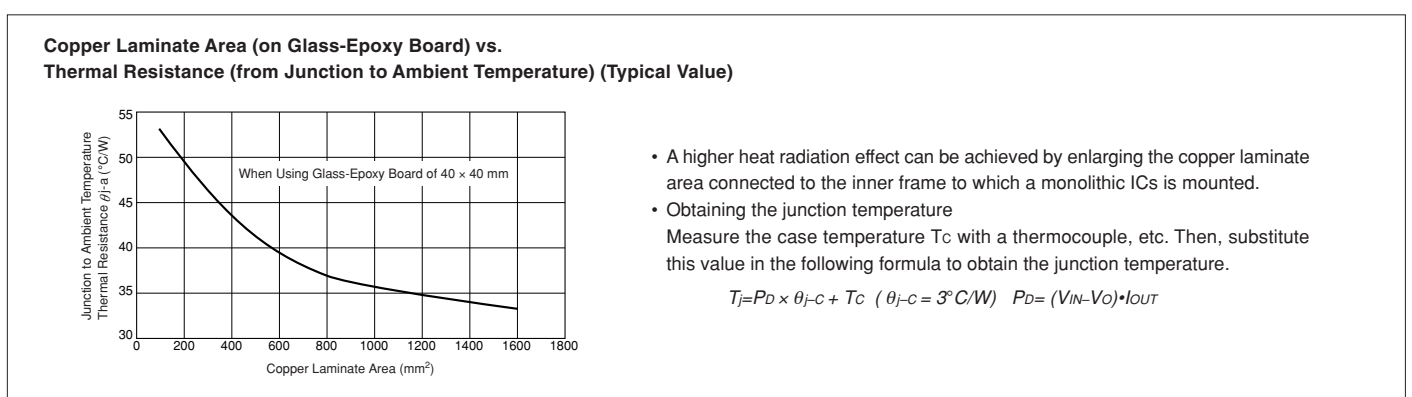 Copper Laminate Area (on Glass-Epoxy Board) vs.
Thermal Resistance (from Junction to Ambient Temperature) (Typical Value)
Junction to Ambient Temperature
Thermal Resistance θj-a (°C/W)
55
50
45
40
35
30
When Using Glass-Epoxy Board of 40 × 40 mm
0 200 400 600 800 1000 1200 1400 1600 1800
Copper Laminate Area (mm²)
• A higher heat radiation effect can be achieved by enlarging the copper laminate
area connected to the inner frame to which a monolithic ICs is mounted.
• Obtaining the junction temperature
Measure the case temperature TC with a thermocouple, etc. Then, substitute
this value in the following formula to obtain the junction temperature.
Tj=PD × θj–C + TC ( θj–C = 3°C/W) PD= (VIN–VO)•IOUT